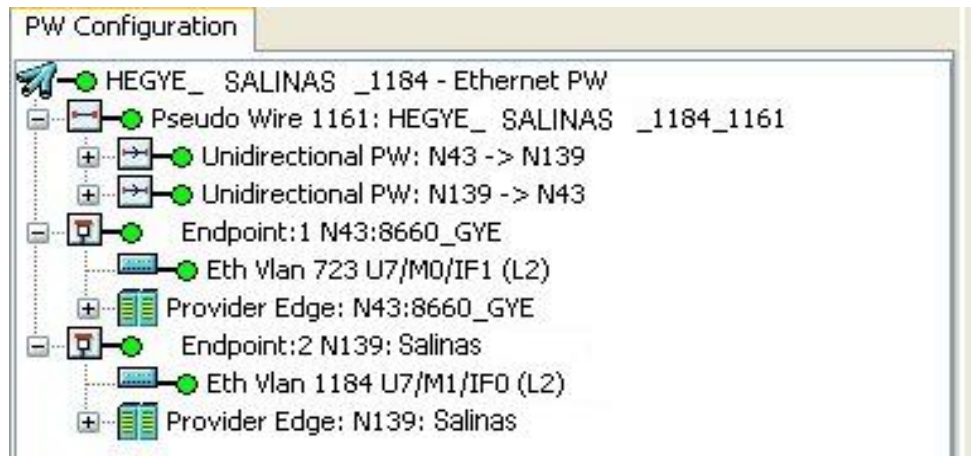 PW Configuration
HEGYE_ SALINAS _1184 - Ethernet PW
Pseudo Wire 1161: HEGYE_ SALINAS _1184_1161
Unidirectional PW: N43 -> N139
Unidirectional PW: N139 -> N43
Endpoint:1 N43:8660_GYE
Eth Vlan 723 U7/M0/IF1 (L2)
Provider Edge: N43:8660_GYE
Endpoint:2 N139: Salinas
Eth Vlan 1184 U7/M1/IF0 (L2)
Provider Edge: N139: Salinas